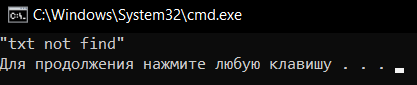 C:\Windows\System32\cmd.exe
"txt not find"
Для продолжения нажмите любую клавишу . . .